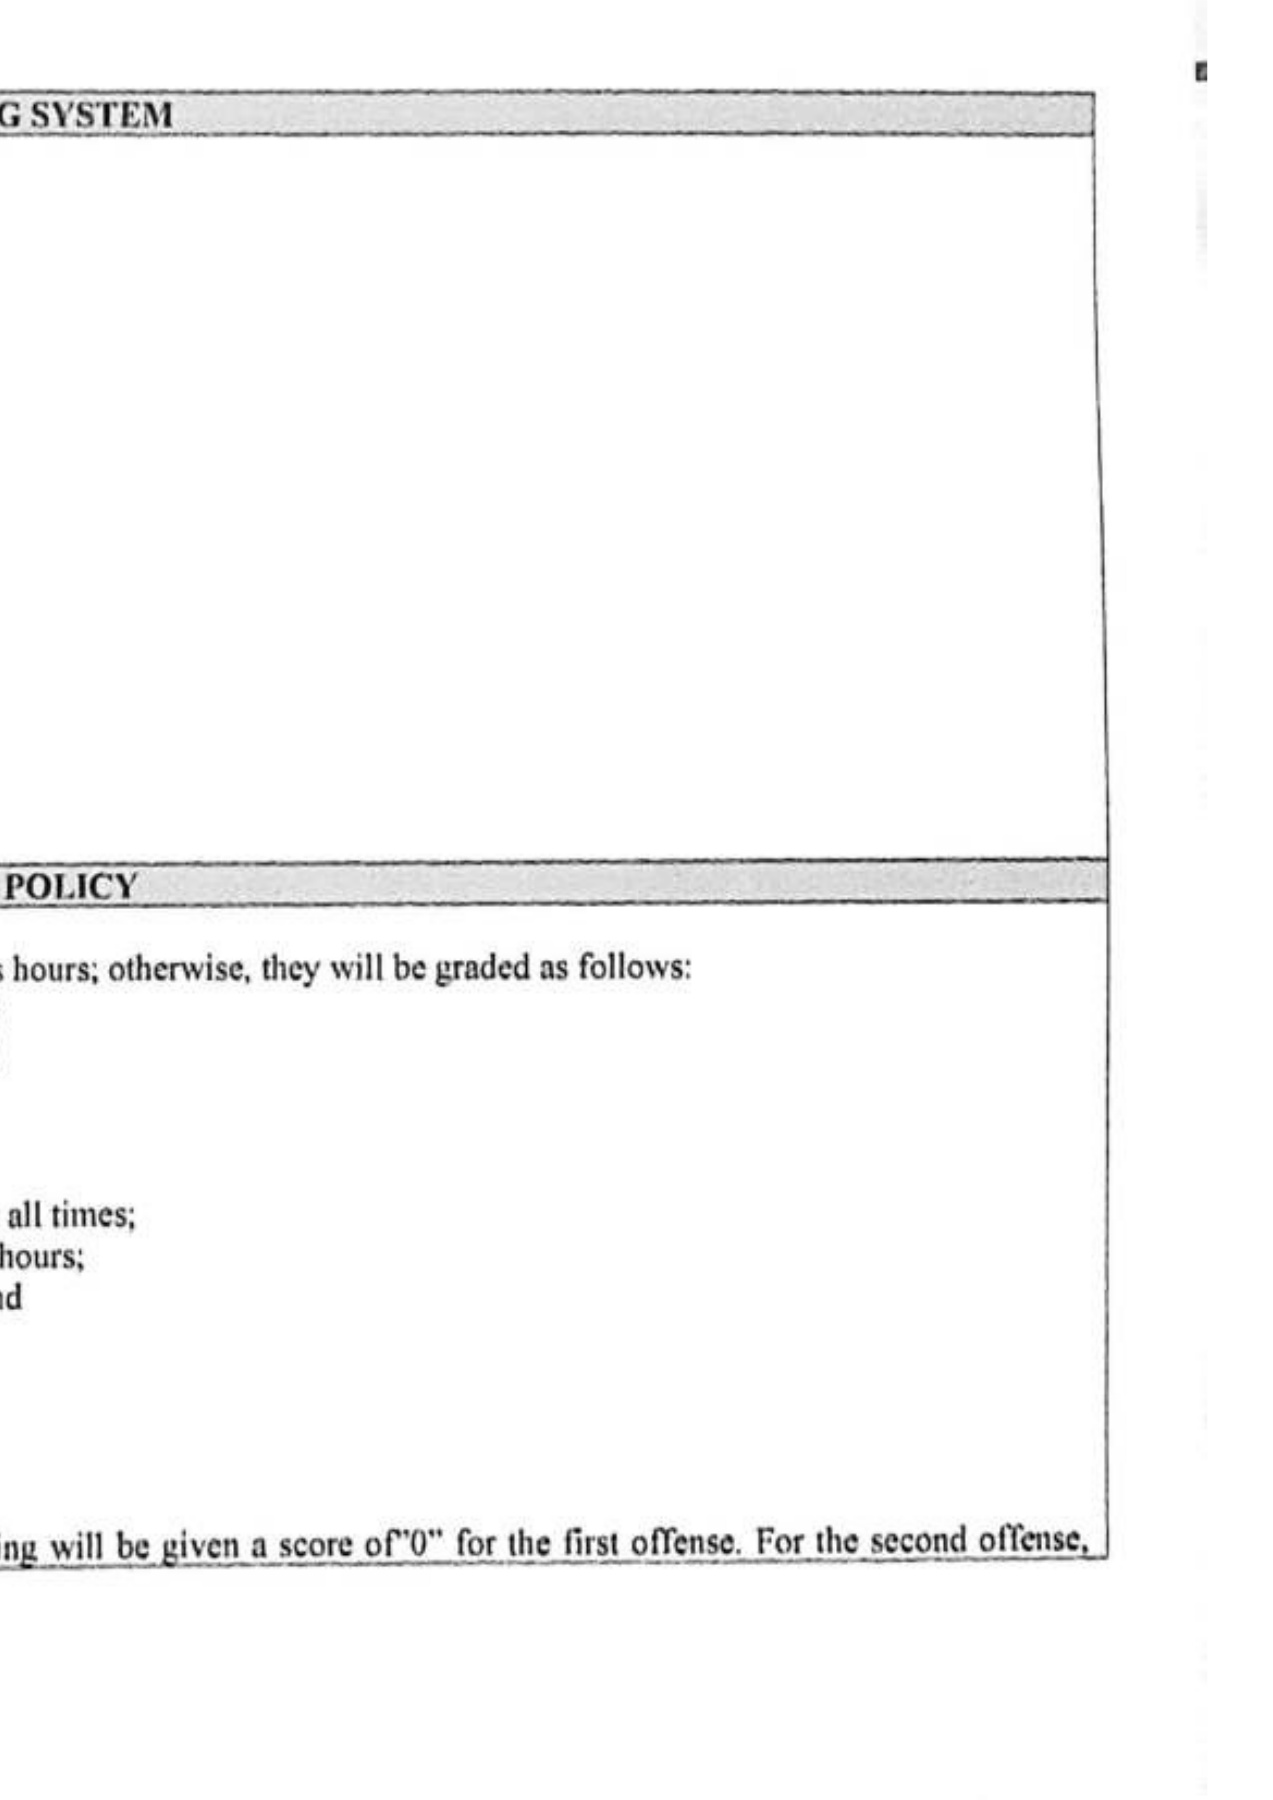 G SYSTEM
POLICY
s hours; otherwise, they will be graded as follows:
all times;
hours;
nd
ing will be given a score of"0” for the first offense. For the second offense,